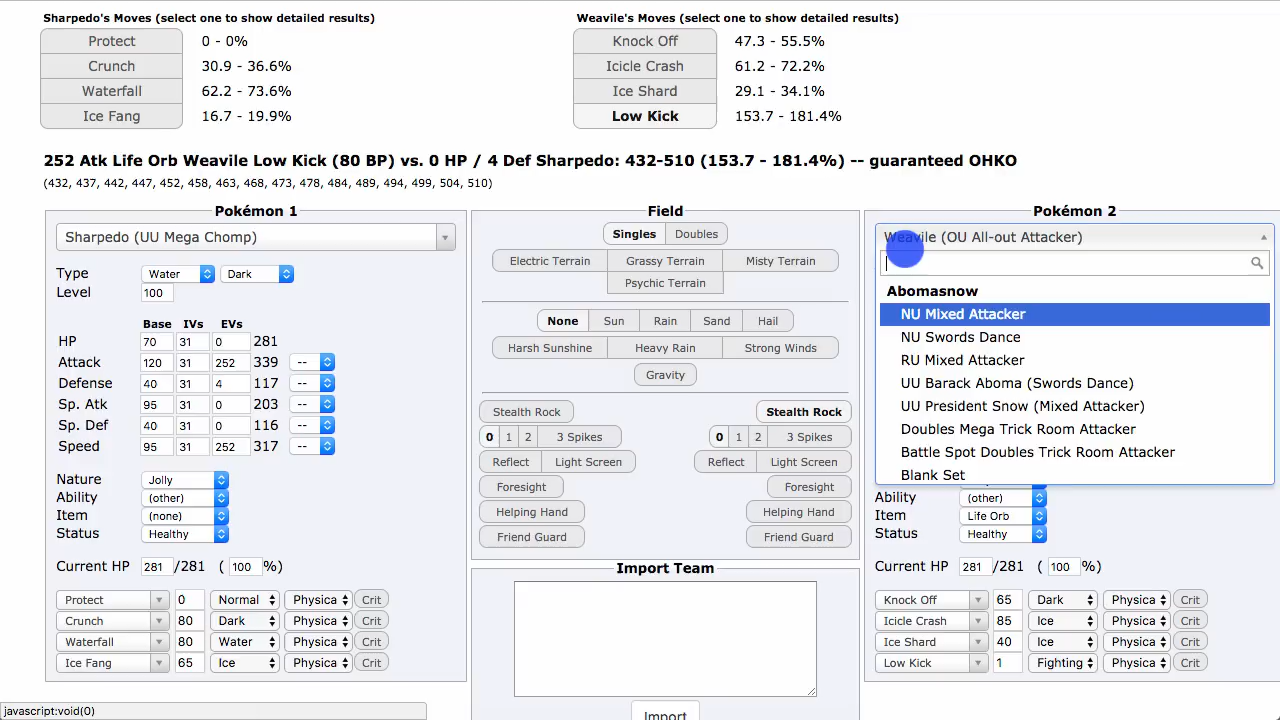 Sharpedo's Moves (select one to show detailed results)
Protect 0 - 0%
Crunch 30.9 - 36.6%
Waterfall 62.2 - 73.6%
Ice Fang 16.7 - 19.9%
Weavile's Moves (select one to show detailed results)
Knock Off 47.3 - 55.5%
Icicle Crash 61.2 - 72.2%
Ice Shard 29.1 - 34.1%
Low Kick 153.7 - 181.4%
252 Atk Life Orb Weavile Low Kick (80 BP) vs. 0 HP / 4 Def Sharpedo: 432-510 (153.7 - 181.4%) -- guaranteed OHKO
(432, 437, 442, 447, 452, 458, 463, 468, 473, 478, 484, 489, 494, 499, 504, 510)
Pokémon 1
Sharpedo (UU Mega Chomp)
Type Water Dark
Level 100
Base IVs EVs
HP 70 31 0 281
Attack 120 31 252 339 --
Defense 40 31 4 117 --
Sp. Atk 95 31 0 203 --
Sp. Def 40 31 0 116 --
Speed 95 31 252 317 --
Nature Jolly
Ability (other)
Item (none)
Status Healthy
Current HP 281 /281 ( 100 %)
Protect 0 Normal Physica Crit
Crunch 80 Dark Physica Crit
Waterfall 80 Water Physica Crit
Ice Fang 65 Ice Physica Crit
Field
Singles Doubles
Electric Terrain Grassy Terrain Misty Terrain
Psychic Terrain
None Sun Rain Sand Hail
Harsh Sunshine Heavy Rain Strong Winds
Gravity
Stealth Rock Stealth Rock
0 1 2 3 Spikes 0 1 2 3 Spikes
Reflect Light Screen Reflect Light Screen
Foresight Foresight
Helping Hand Helping Hand
Friend Guard Friend Guard
Import Team
Import
Pokémon 2
Weavile (OU All-out Attacker)
Abomasnow
NU Mixed Attacker
NU Swords Dance
RU Mixed Attacker
UU Barack Aboma (Swords Dance)
UU President Snow (Mixed Attacker)
Doubles Mega Trick Room Attacker
Battle Spot Doubles Trick Room Attacker
Blank Set
Ability (other)
Item Life Orb
Status Healthy
Current HP 281 /281 ( 100 %)
Knock Off 65 Dark Physica Crit
Icicle Crash 85 Ice Physica Crit
Ice Shard 40 Ice Physica Crit
Low Kick 1 Fighting Physica Crit
javascript:void(0)